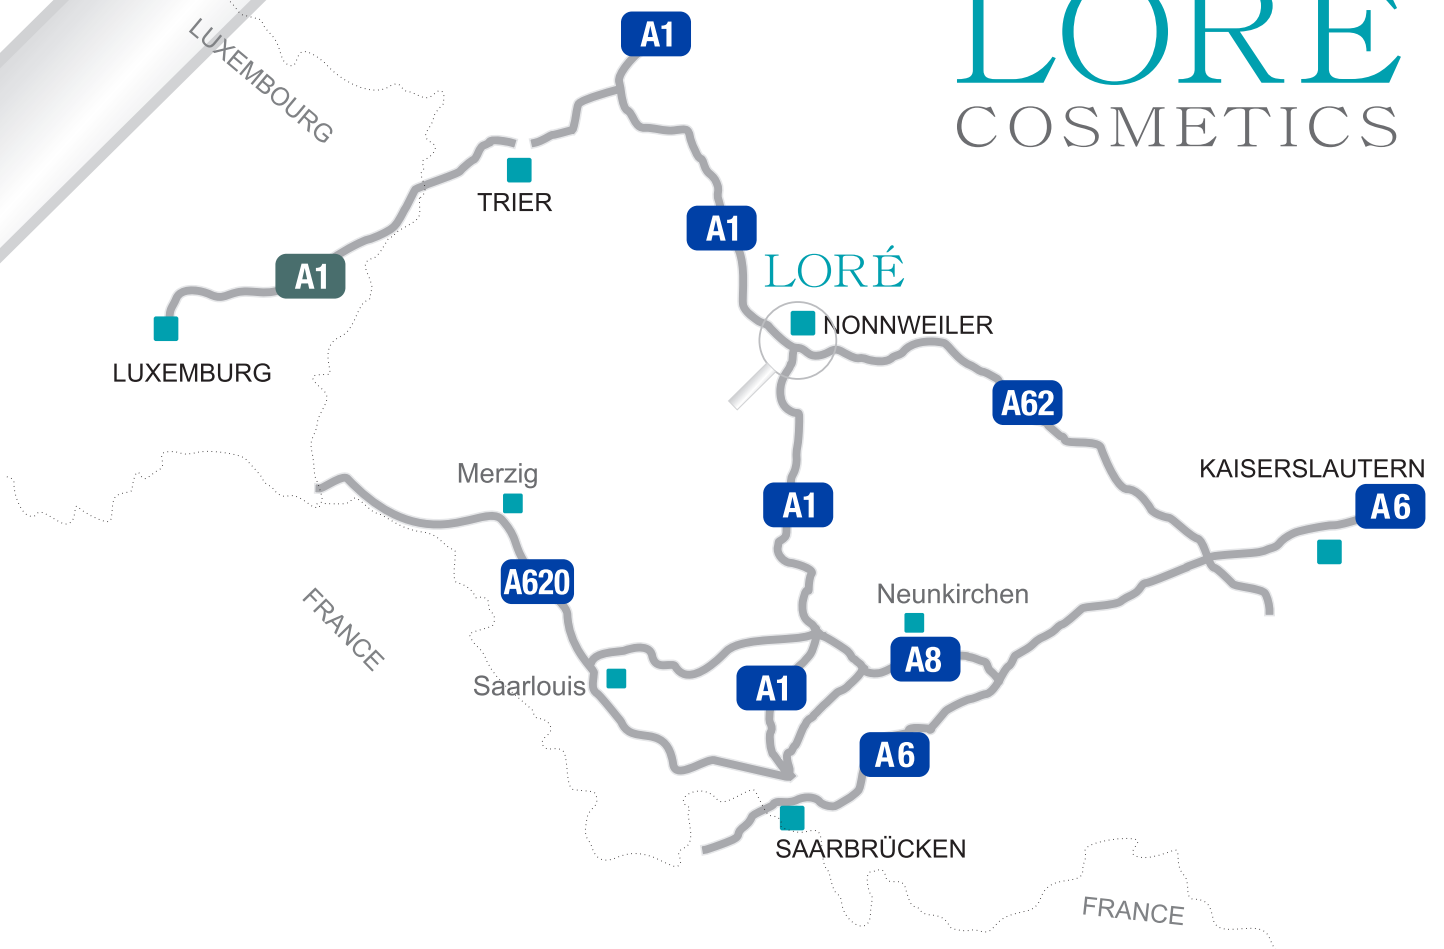 LORÉ
COSMETICS
LUXEMBOURG
A1
TRIER
A1
A1
LORÉ
NONNWEILER
LUXEMBURG
A62
KAISERSLAUTERN
A6
Merzig
A1
A620
Neunkirchen
FRANCE
A8
Saarlouis
A1
A6
SAARBRÜCKEN
FRANCE